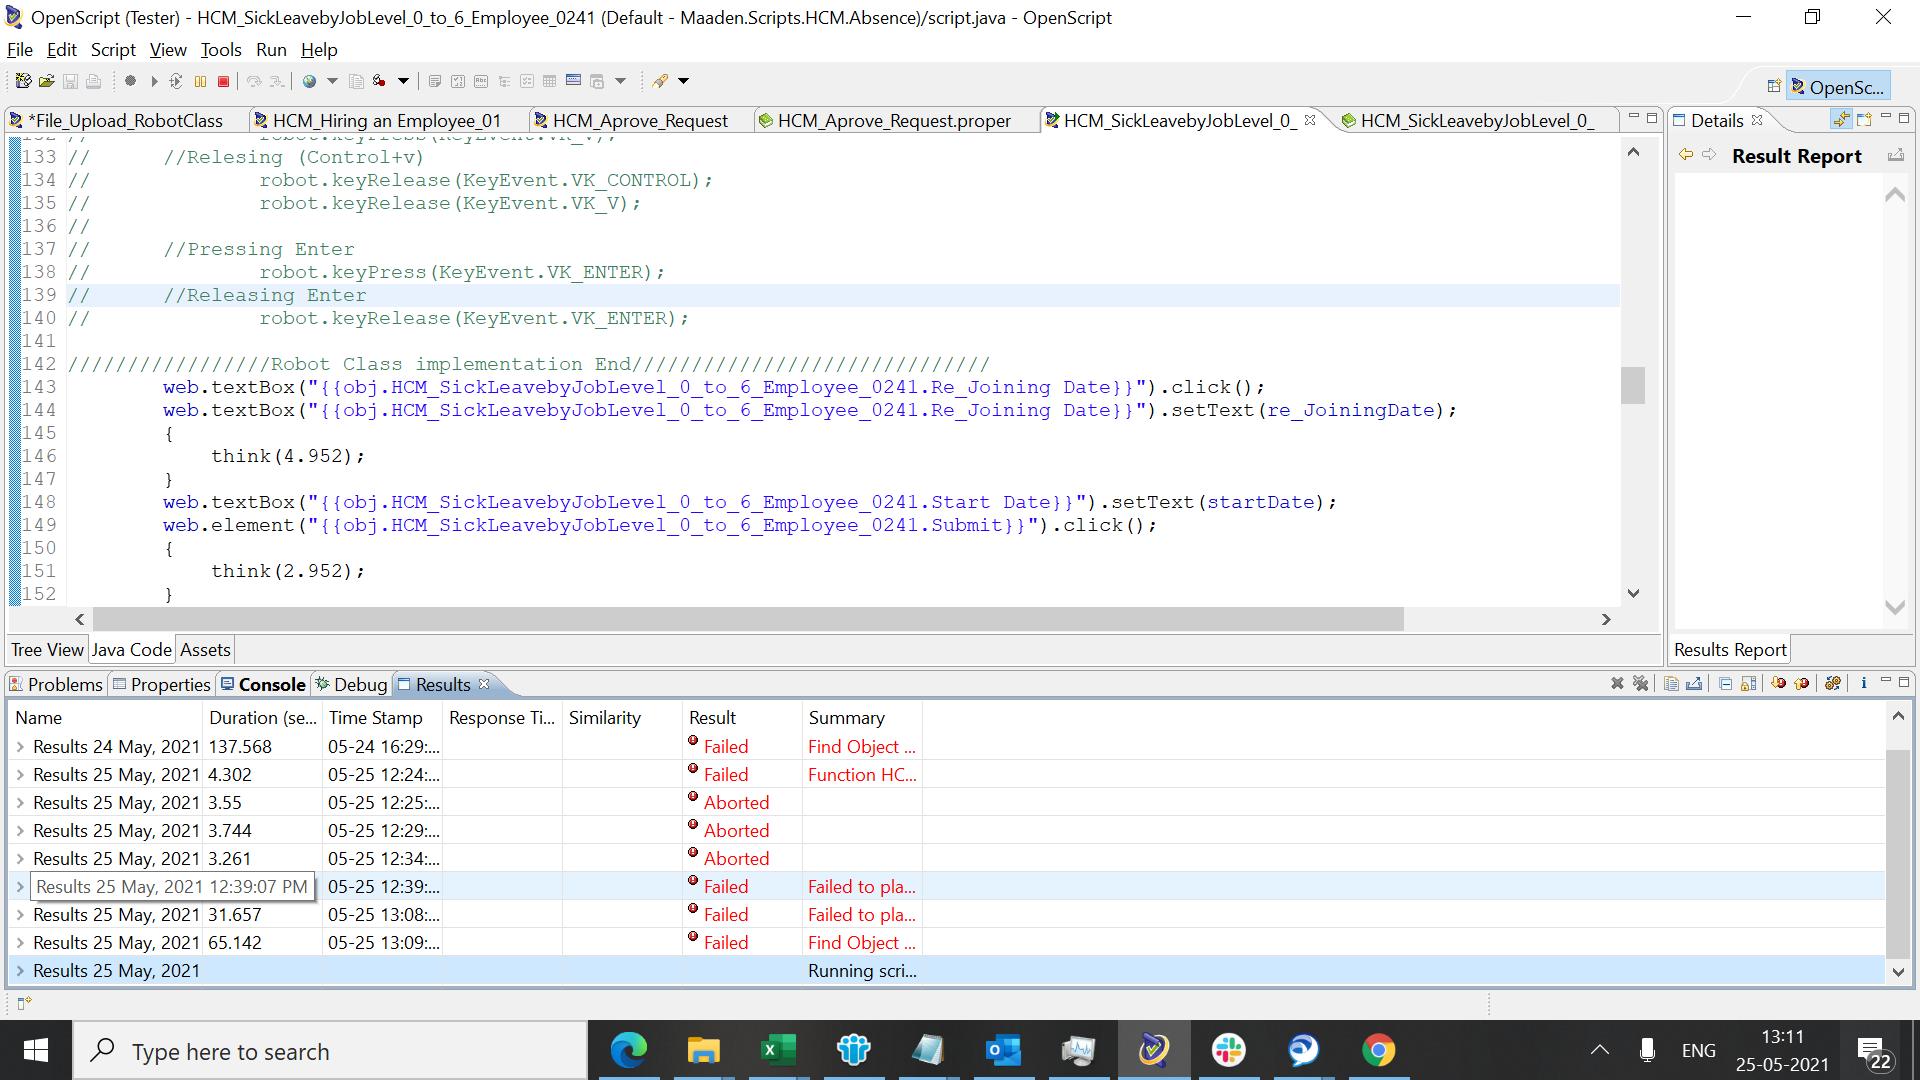 OpenScript (Tester) - HCM_SickLeavebyJobLevel_0_to_6_Employee_0241 (Default - Maaden.Scripts.HCM.Absence)/script.java - OpenScript
File Edit Script View Tools Run Help
OpenSc...
*File_Upload_RobotClass HCM_Hiring an Employee_01 HCM_Aprove_Request HCM_Aprove_Request.proper HCM_SickLeavebyJobLevel_0_ HCM_SickLeavebyJobLevel_0_ Details
Result Report
132 // robot.keyPress(KeyEvent.VK_V);
133 // //Relesing (Control+v)
134 // robot.keyRelease(KeyEvent.VK_CONTROL);
135 // robot.keyRelease(KeyEvent.VK_V);
136 //
137 // //Pressing Enter
138 // robot.keyPress(KeyEvent.VK_ENTER);
139 // //Releasing Enter
140 // robot.keyRelease(KeyEvent.VK_ENTER);
141
142 /////////////////Robot Class implementation End//////////////////////////////
143 web.textBox("{{obj.HCM_SickLeavebyJobLevel_0_to_6_Employee_0241.Re_Joining Date}}").click();
144 web.textBox("{{obj.HCM_SickLeavebyJobLevel_0_to_6_Employee_0241.Re_Joining Date}}").setText(re_JoiningDate);
145 {
146 think(4.952);
147 }
148 web.textBox("{{obj.HCM_SickLeavebyJobLevel_0_to_6_Employee_0241.Start Date}}").setText(startDate);
149 web.element("{{obj.HCM_SickLeavebyJobLevel_0_to_6_Employee_0241.Submit}}").click();
150 {
151 think(2.952);
152 }
Tree View Java Code Assets
Results Report
Problems Properties Console Debug Results
Name Duration (se... Time Stamp Response Ti... Similarity Result Summary
Results 24 May, 2021 137.568 05-24 16:29:... Failed Find Object ...
Results 25 May, 2021 4.302 05-25 12:24:... Failed Function HC...
Results 25 May, 2021 3.55 05-25 12:25:... Aborted
Results 25 May, 2021 3.744 05-25 12:29:... Aborted
Results 25 May, 2021 3.261 05-25 12:34:... Aborted
Results 25 May, 2021 12:39:07 PM 05-25 12:39:... Failed Failed to pla...
Results 25 May, 2021 31.657 05-25 13:08:... Failed Failed to pla...
Results 25 May, 2021 65.142 05-25 13:09:... Failed Find Object ...
Results 25 May, 2021 Running scri...
Type here to search
ENG
13:11
25-05-2021
22